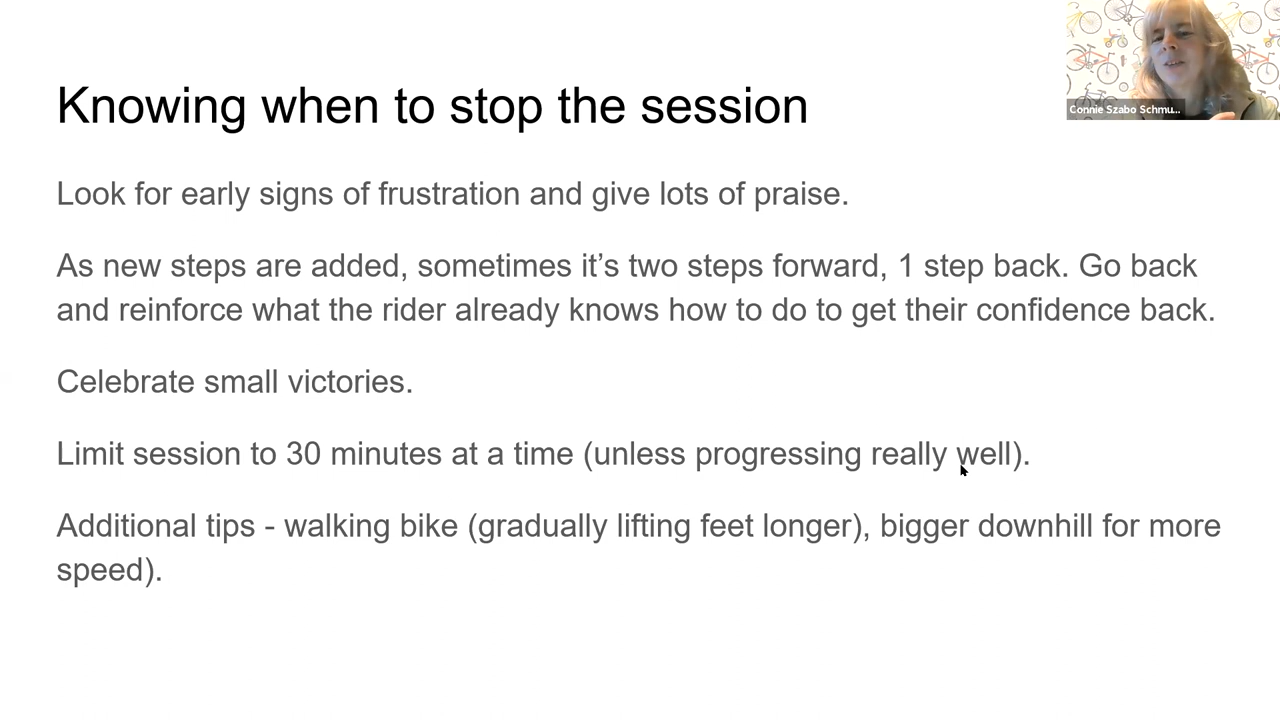 Knowing when to stop the session
Connie Szabo Schmu...
Look for early signs of frustration and give lots of praise.
As new steps are added, sometimes it’s two steps forward, 1 step back. Go back
and reinforce what the rider already knows how to do to get their confidence back.
Celebrate small victories.
Limit session to 30 minutes at a time (unless progressing really well).
Additional tips - walking bike (gradually lifting feet longer), bigger downhill for more
speed).